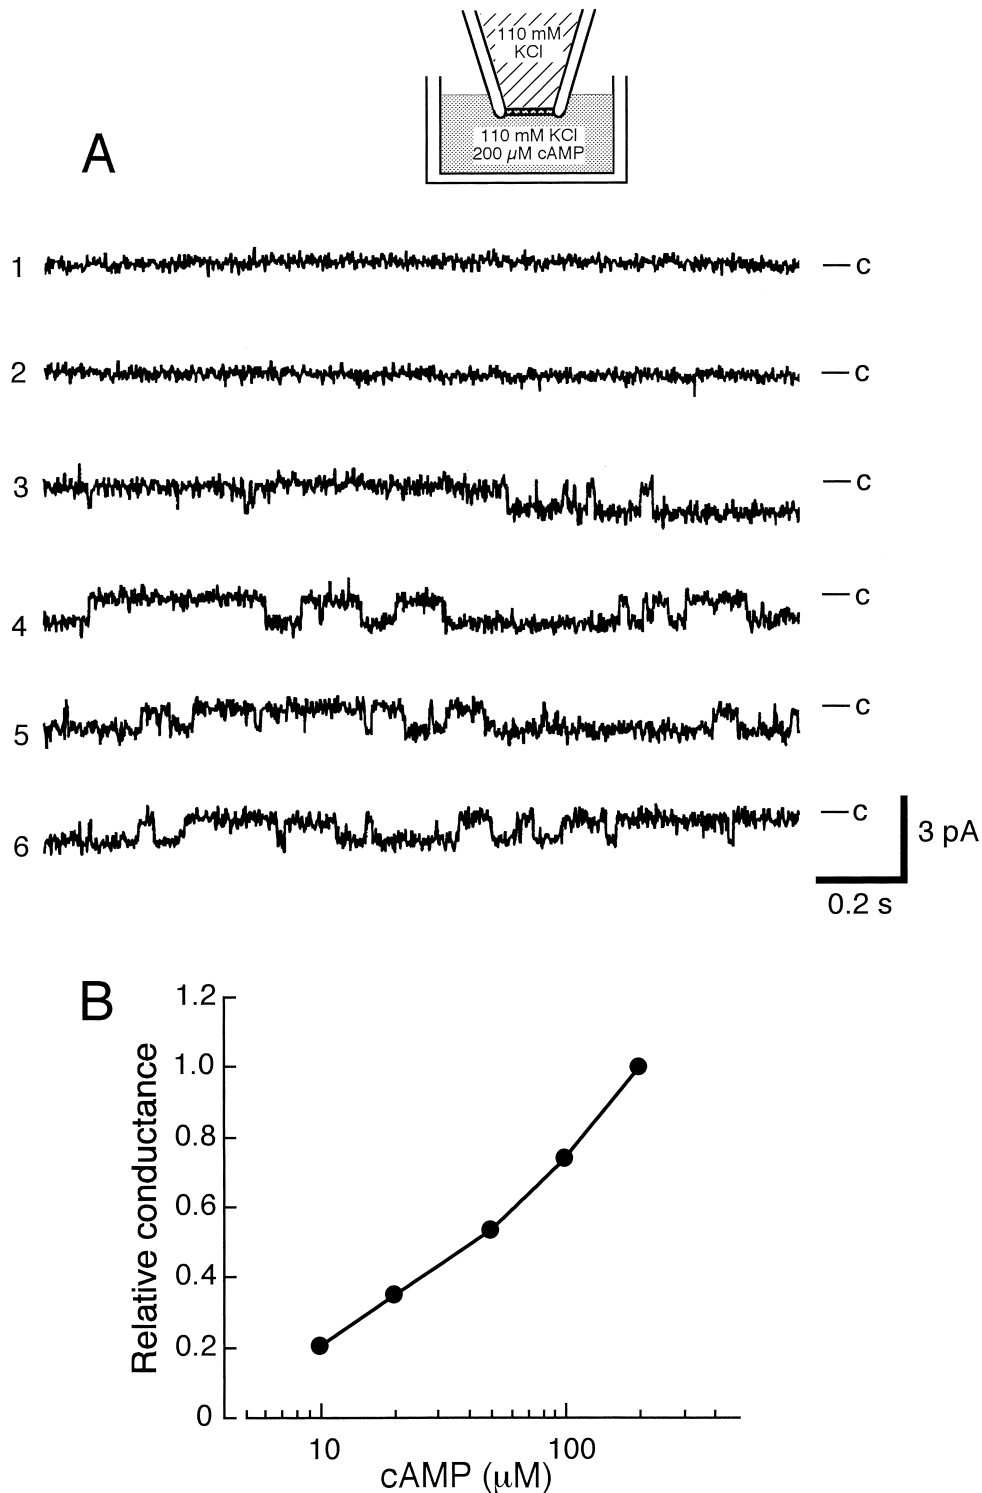 110 mM
KCl
110 mM KCl
200 µM cAMP
A
1 c
2 c
3 c
4 c
5 c
6 c
3 pA
0.2 s
B
1.2
1.0
0.8
0.6
0.4
0.2
0
Relative conductance
10 100
cAMP (µM)